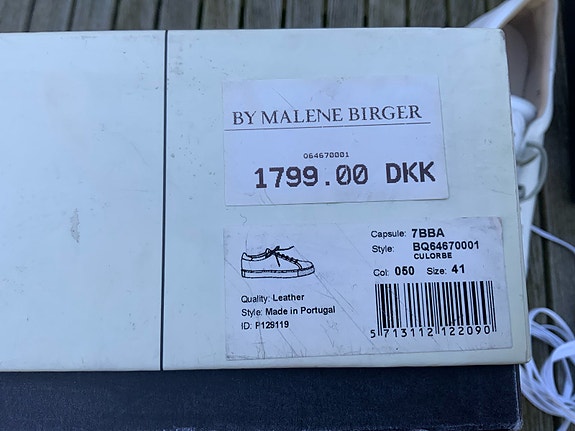 BY MALENE BIRGER
Q64670001
1799.00 DKK
Capsule: 7BBA
Style: BQ64670001
CULORBE
Col: 050 Size: 41
Quality: Leather
Style: Made in Portugal
ID: P129119
5 713112 122090